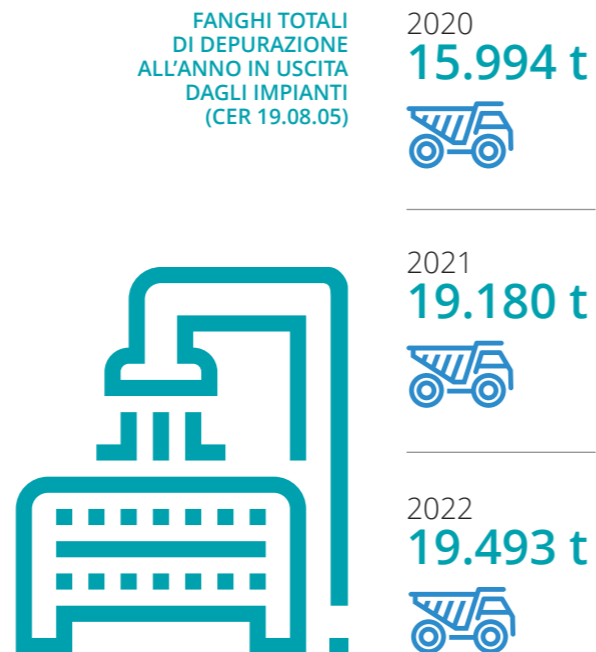 FANGHI TOTALI
DI DEPURAZIONE
ALL’ANNO IN USCITA
DAGLI IMPIANTI
(CER 19.08.05)
2020
15.994 t
2021
19.180 t
2022
19.493 t